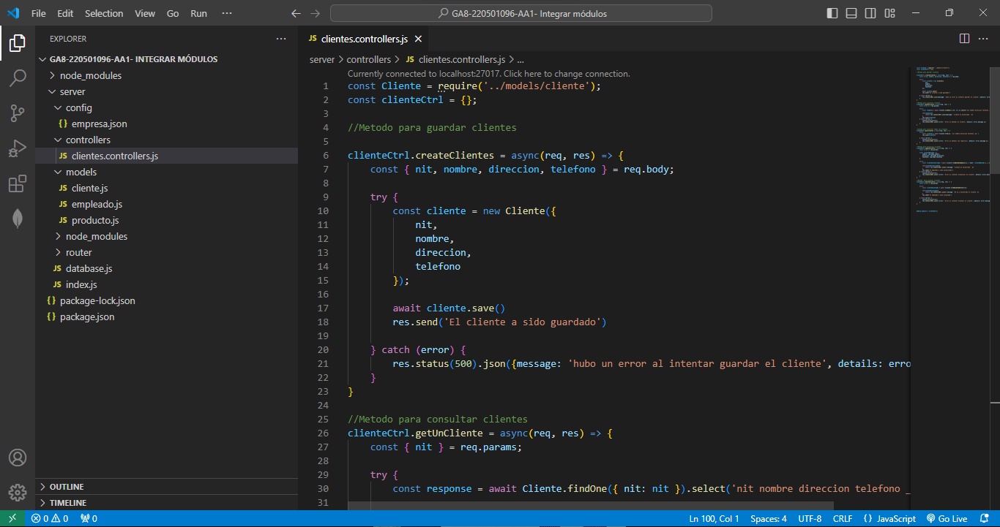 File Edit Selection View Go Run ···
GA8-220501096-AA1- Integrar módulos
EXPLORER ···
GA8-220501096-AA1- INTEGRAR MÓDULOS
node_modules
server
config
{} empresa.json
controllers
JS clientes.controllers.js
models
JS cliente.js
JS empleado.js
JS producto.js
node_modules
router
JS database.js
JS index.js
{} package-lock.json
{} package.json
OUTLINE
TIMELINE
JS clientes.controllers.js
server > controllers > JS clientes.controllers.js > ...
Currently connected to localhost:27017. Click here to change connection.
1 const Cliente = require('../models/cliente');
2 const clienteCtrl = {};
3
4 //Metodo para guardar clientes
5
6 clienteCtrl.createClientes = async(req, res) => {
7 const { nit, nombre, direccion, telefono } = req.body;
8
9 try {
10 const cliente = new Cliente({
11 nit,
12 nombre,
13 direccion,
14 telefono
15 });
16
17 await cliente.save()
18 res.send('El cliente a sido guardado')
19
20 } catch (error) {
21 res.status(500).json({message: 'hubo un error al intentar guardar el cliente', details: erro
22 }
23 }
24
25 //Metodo para consultar clientes
26 clienteCtrl.getUnCliente = async(req, res) => {
27 const { nit } = req.params;
28
29 try {
30 const response = await Cliente.findOne({ nit: nit }).select('nit nombre direccion telefono _
31
0 0 0 Ln 100, Col 1 Spaces: 4 UTF-8 CRLF {} JavaScript Go Live